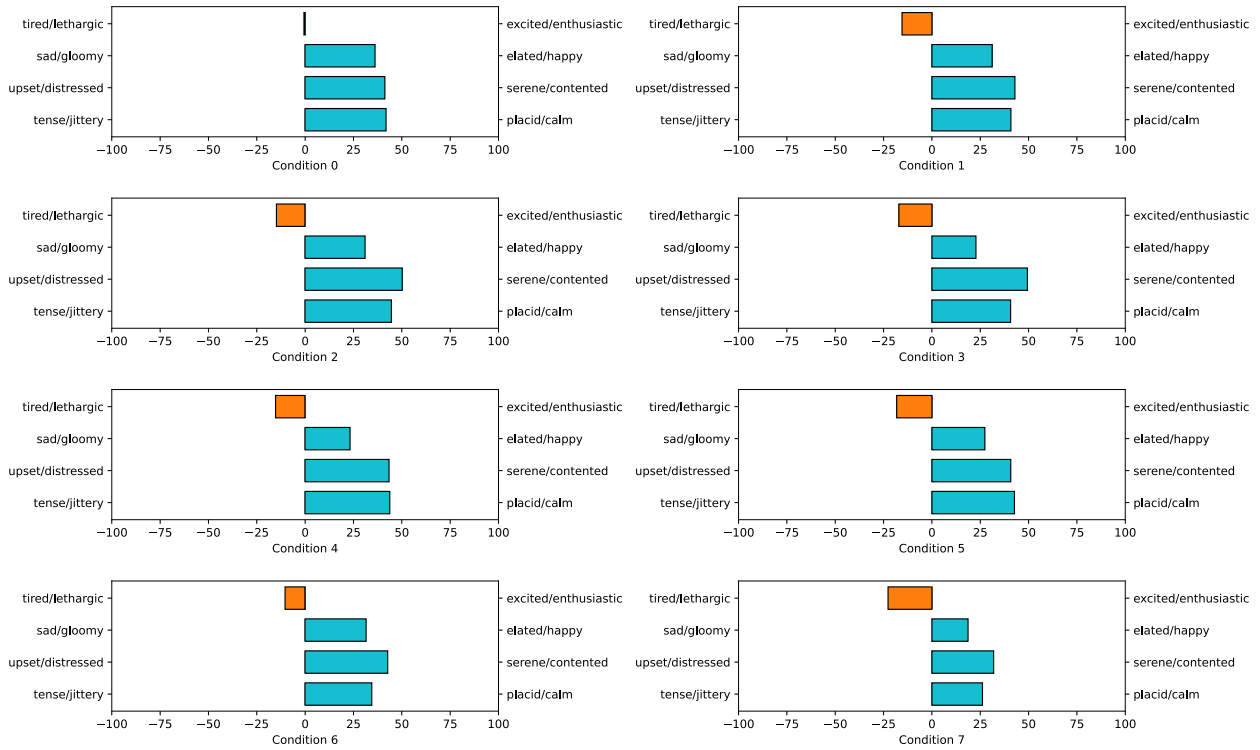 tired/lethargic excited/enthusiastic
sad/gloomy elated/happy
upset/distressed serene/contented
tense/jittery placid/calm
−100 −75 −50 −25 0 25 50 75 100
Condition 0
tired/lethargic excited/enthusiastic
sad/gloomy elated/happy
upset/distressed serene/contented
tense/jittery placid/calm
−100 −75 −50 −25 0 25 50 75 100
Condition 1
tired/lethargic excited/enthusiastic
sad/gloomy elated/happy
upset/distressed serene/contented
tense/jittery placid/calm
−100 −75 −50 −25 0 25 50 75 100
Condition 2
tired/lethargic excited/enthusiastic
sad/gloomy elated/happy
upset/distressed serene/contented
tense/jittery placid/calm
−100 −75 −50 −25 0 25 50 75 100
Condition 3
tired/lethargic excited/enthusiastic
sad/gloomy elated/happy
upset/distressed serene/contented
tense/jittery placid/calm
−100 −75 −50 −25 0 25 50 75 100
Condition 4
tired/lethargic excited/enthusiastic
sad/gloomy elated/happy
upset/distressed serene/contented
tense/jittery placid/calm
−100 −75 −50 −25 0 25 50 75 100
Condition 5
tired/lethargic excited/enthusiastic
sad/gloomy elated/happy
upset/distressed serene/contented
tense/jittery placid/calm
−100 −75 −50 −25 0 25 50 75 100
Condition 6
tired/lethargic excited/enthusiastic
sad/gloomy elated/happy
upset/distressed serene/contented
tense/jittery placid/calm
−100 −75 −50 −25 0 25 50 75 100
Condition 7